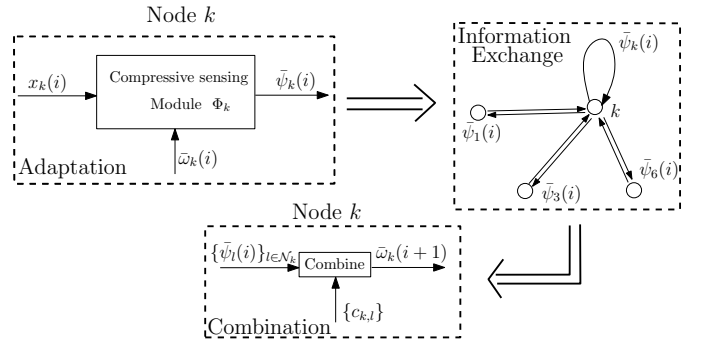 Node k
x_k(i)
Compressive sensing
Module Φ_k
ψ̄_k(i)
ω̄_k(i)
Adaptation
Information
Exchange
ψ̄_k(i)
k
ψ̄_1(i)
ψ̄_3(i)
ψ̄_6(i)
Node k
{ψ̄_l(i)}_{l∈𝒩_k}
Combine
ω̄_k(i+1)
{c_{k,l}}
Combination